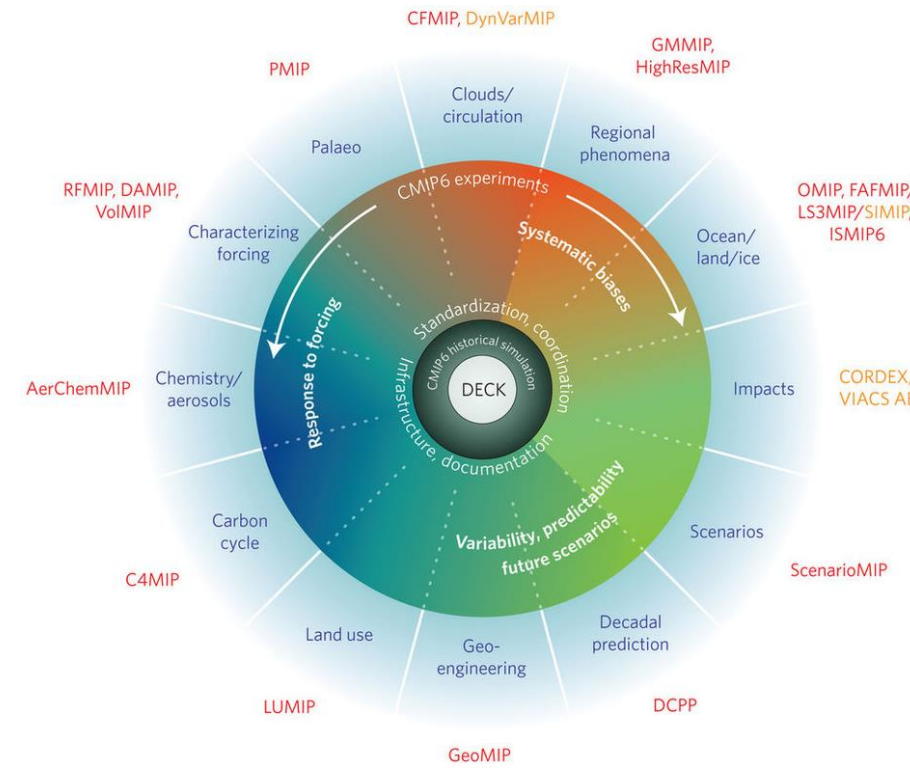 CFMIP, DynVarMIP
GMMIP,
HighResMIP
PMIP
Clouds/
circulation
Regional
phenomena
Palaeo
RFMIP, DAMIP,
VolMIP
OMIP, FAFMIP,
LS3MIP/SIMIP,
ISMIP6
CMIP6 experiments
Characterizing
forcing
Systematic biases
Ocean/
land/ice
Response to forcing
Standardization, coordination
CMIP6 historical simulation
DECK
Infrastructure, documentation
AerChemMIP
Chemistry/
aerosols
Impacts
CORDEX,
VIACS
Variability, predictability
future scenarios
Carbon
cycle
Scenarios
C4MIP
ScenarioMIP
Land use
Geo-
engineering
Decadal
prediction
LUMIP
DCPP
GeoMIP